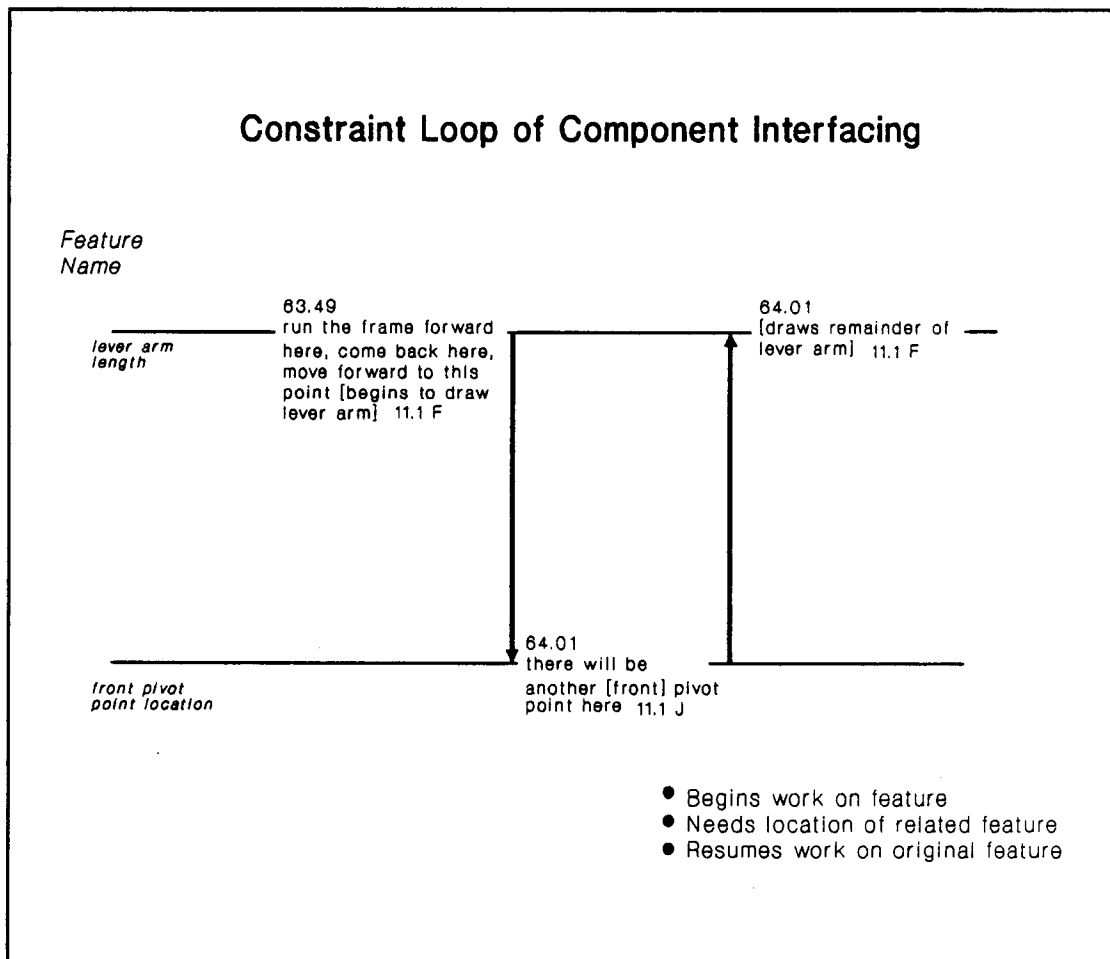 Constraint Loop of Component Interfacing
Feature
Name
lever arm
length
63.49
run the frame forward
here, come back here,
move forward to this
point [begins to draw
lever arm] 11.1 F
64.01
[draws remainder of
lever arm] 11.1 F
front pivot
point location
64.01
there will be
another [front] pivot
point here 11.1 J
• Begins work on feature
• Needs location of related feature
• Resumes work on original feature